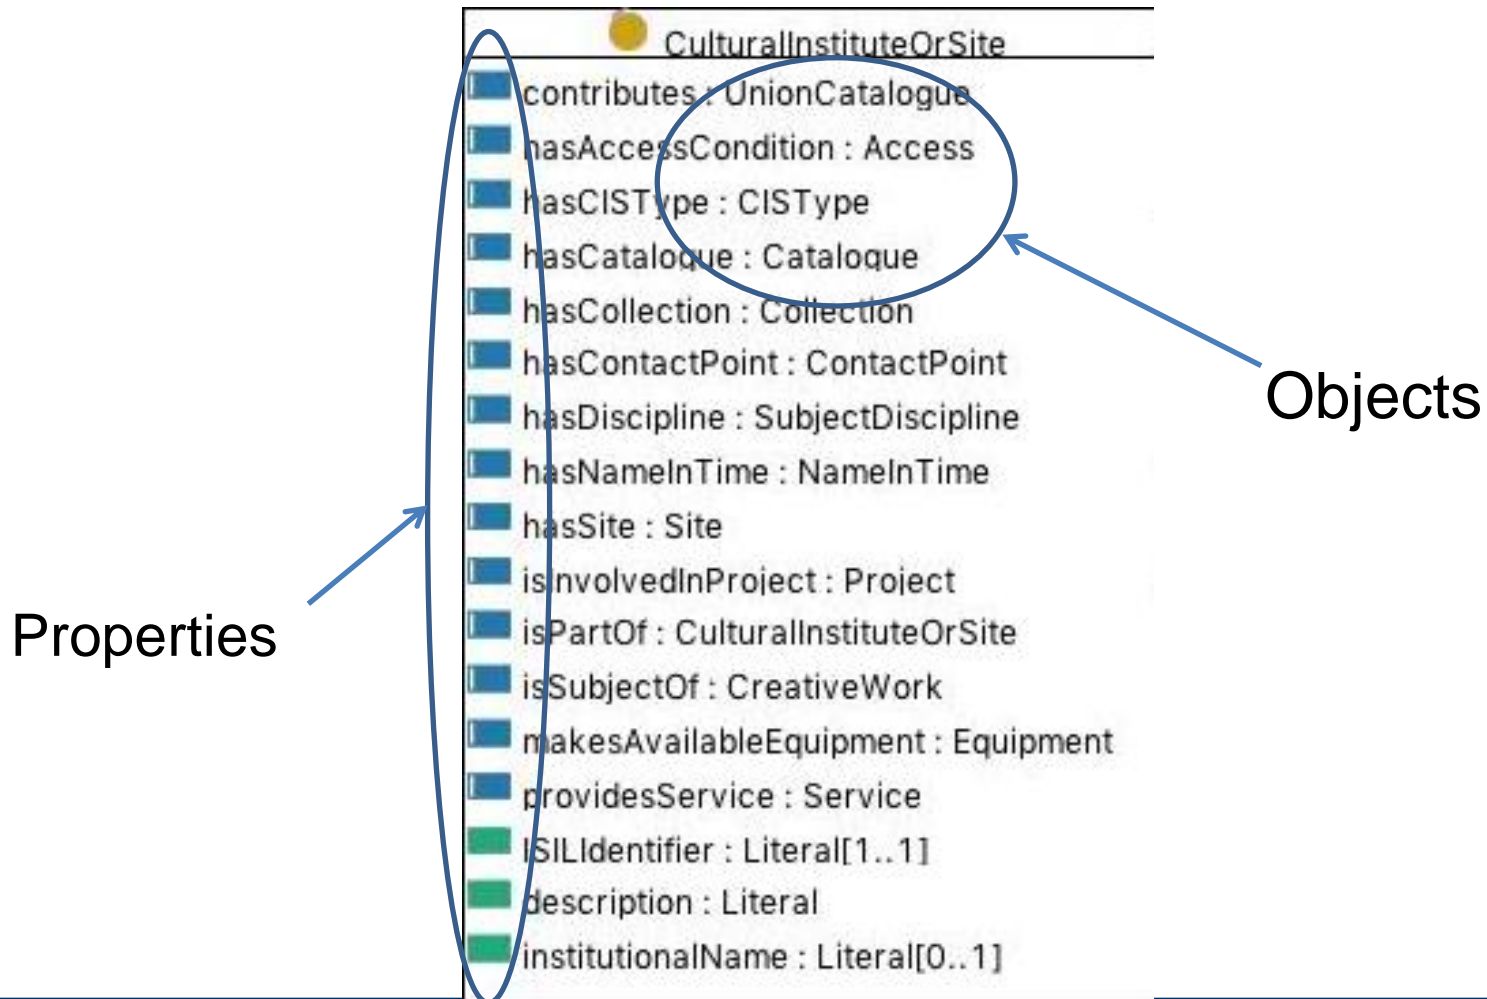 CulturalInstituteOrSite
contributes : UnionCatalogue
hasAccessCondition : Access
hasCISType : CISType
hasCatalogue : Catalogue
hasCollection : Collection
hasContactPoint : ContactPoint
Objects
hasDiscipline : SubjectDiscipline
hasNameInTime : NameInTime
hasSite : Site
isInvolvedInProject : Project
Properties
isPartOf : CulturalInstituteOrSite
isSubjectOf : CreativeWork
makesAvailableEquipment : Equipment
providesService : Service
ISILIdentifier : Literal[1..1]
description : Literal
institutionalName : Literal[0..1]